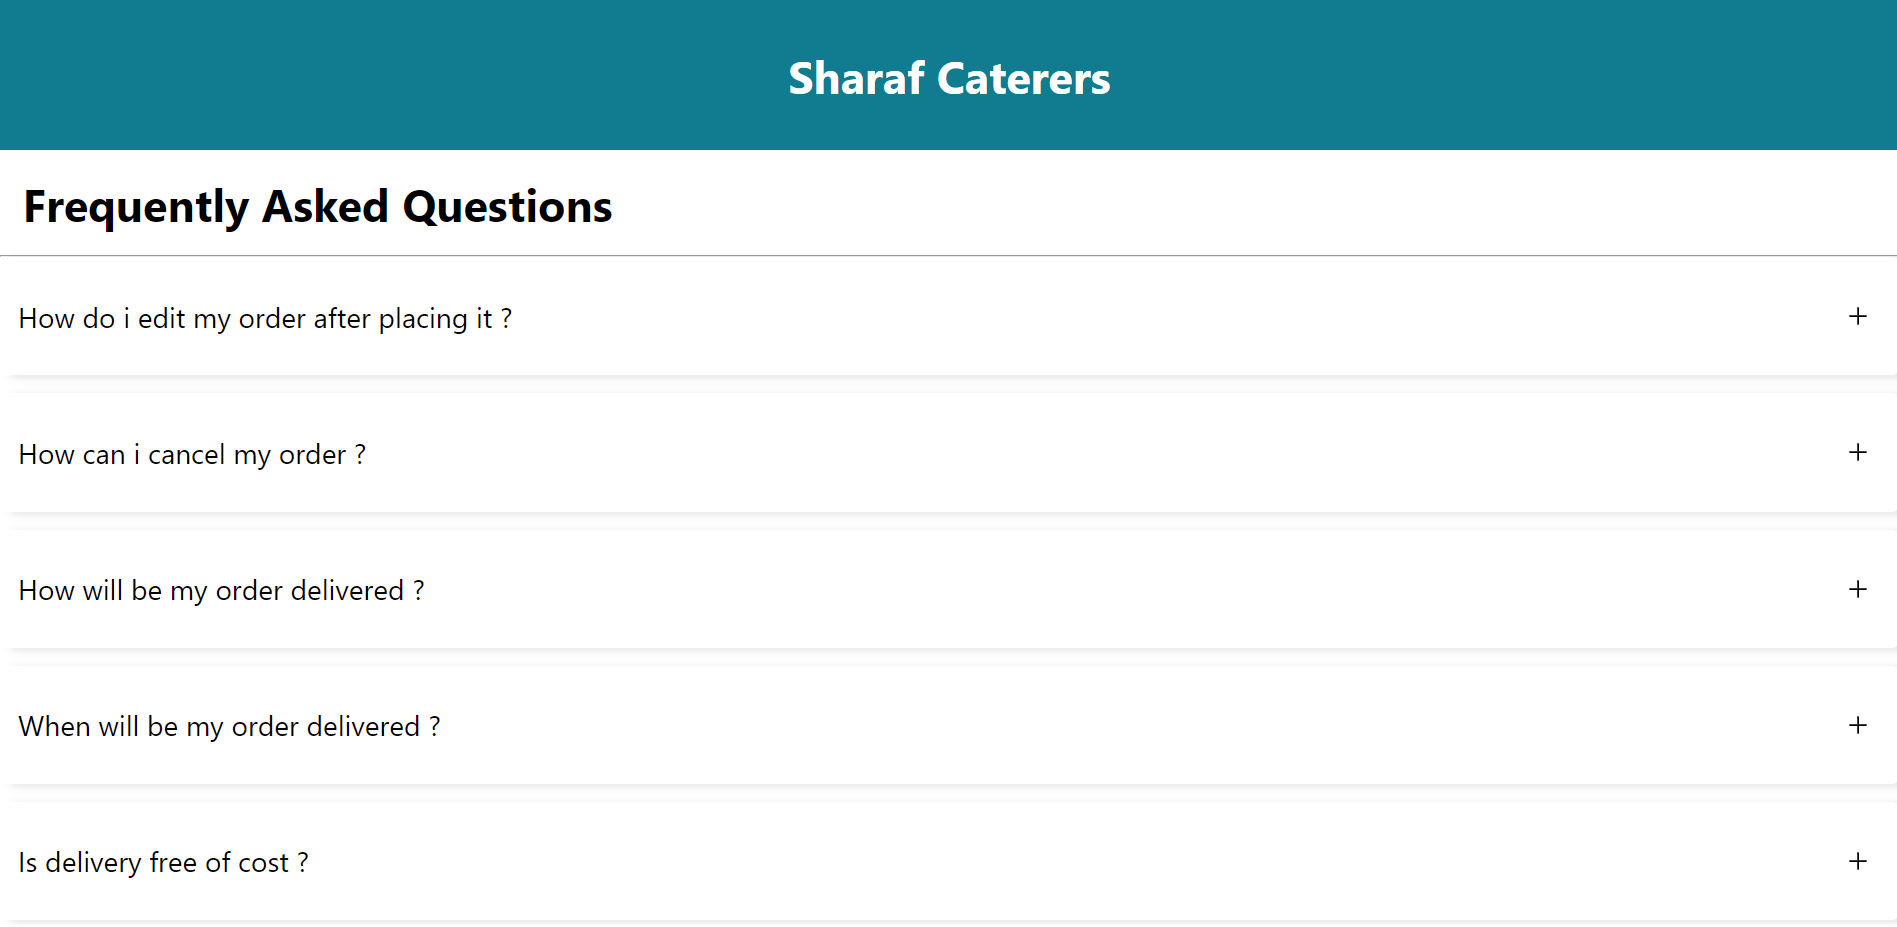 Sharaf Caterers
Frequently Asked Questions
How do i edit my order after placing it ?
+
How can i cancel my order ?
+
How will be my order delivered ?
+
When will be my order delivered ?
+
Is delivery free of cost ?
+